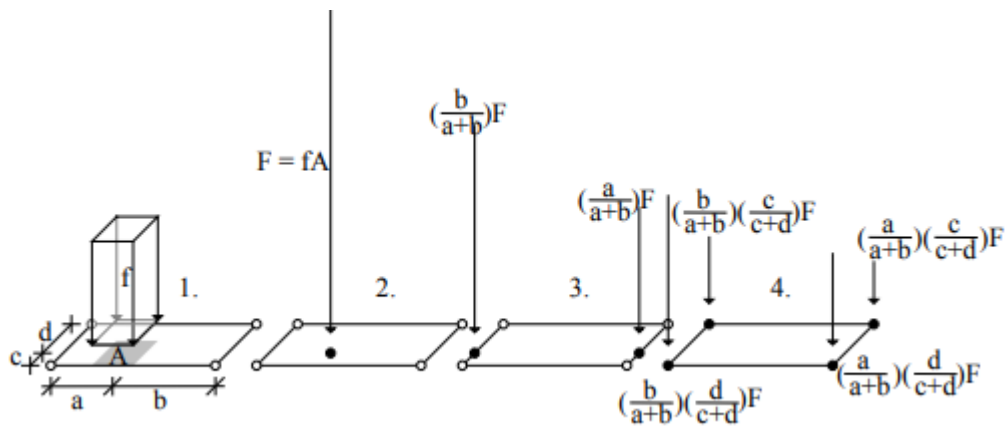 (b/a+b)F
F = fA
(a/a+b)F
(b/a+b)(c/c+d)F
(a/a+b)(c/c+d)F
f
1.
2.
3.
4.
d
c
A
a
b
(b/a+b)(d/c+d)F
(a/a+b)(d/c+d)F